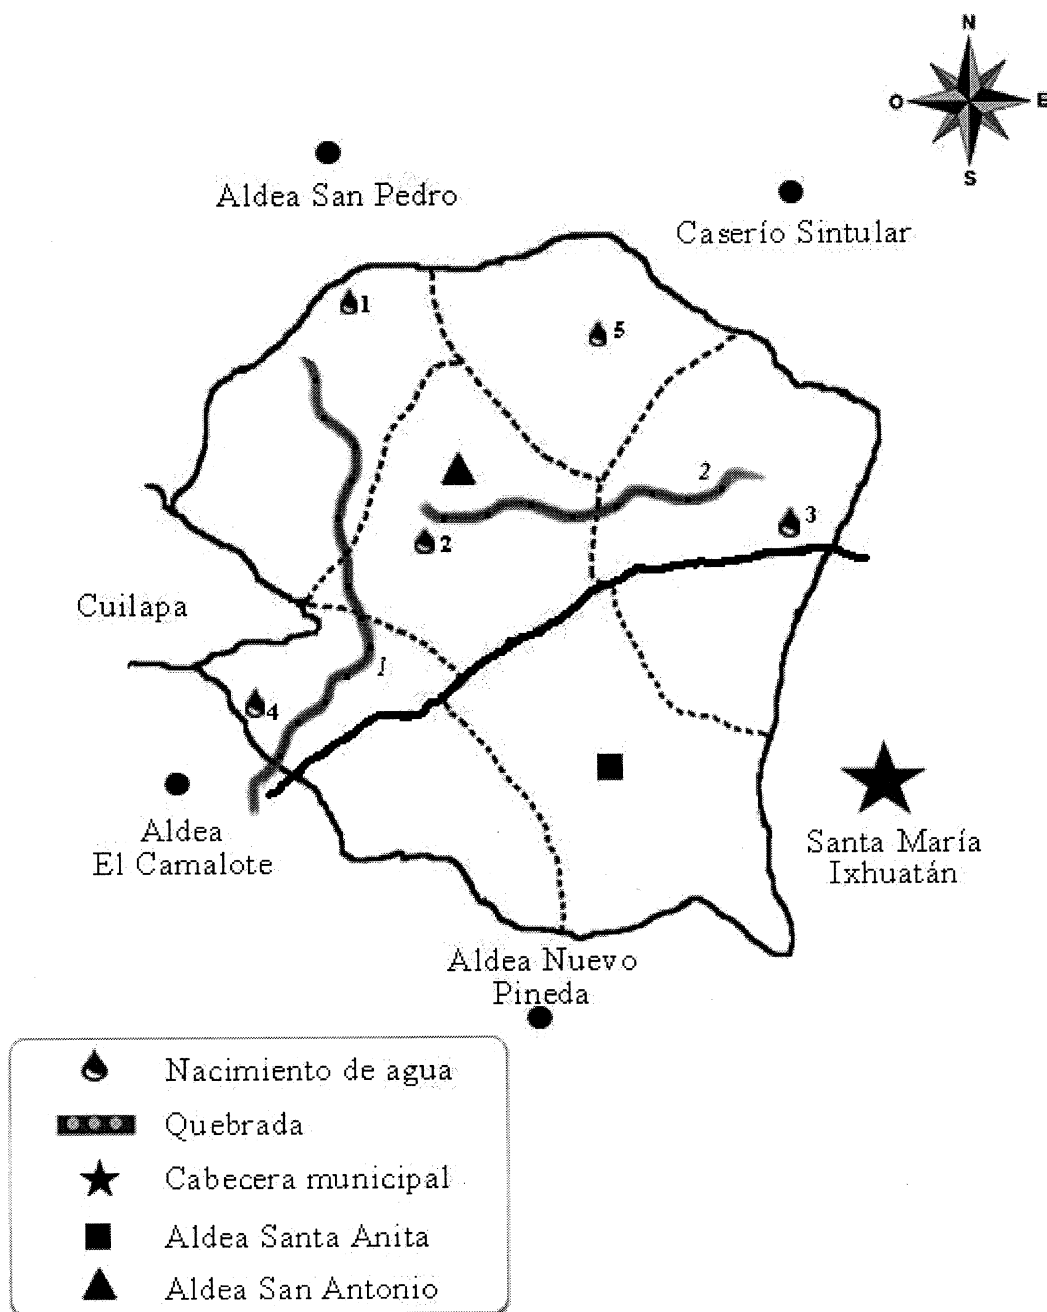 N
O E
S
Aldea San Pedro
Caserío Sintular
1
5
2
3
2
Cuilapa
1
4
Aldea
El Camalote
Santa María
Ixhuatán
Aldea Nuevo
Pineda
Nacimiento de agua
Quebrada
Cabecera municipal
Aldea Santa Anita
Aldea San Antonio